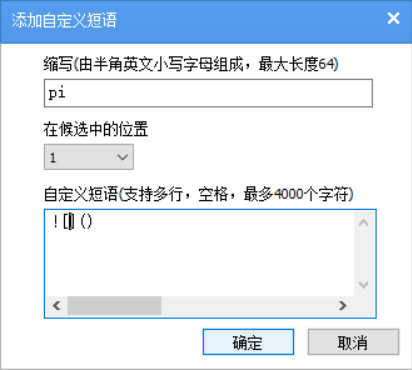 添加自定义短语
缩写(由半角英文小写字母组成，最大长度64)
pi
在候选中的位置
1
自定义短语(支持多行，空格，最多4000个字符)
![]()
确定
取消